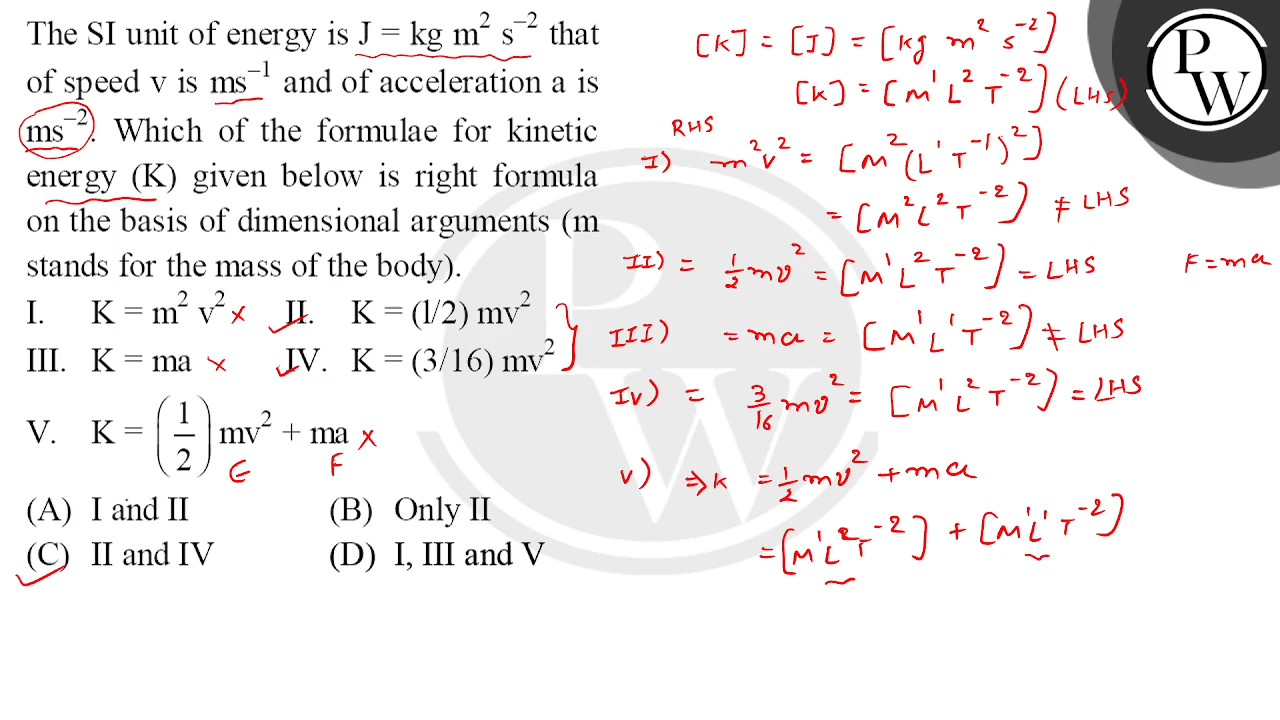 The SI unit of energy is J = kg m² s⁻² that
of speed v is ms⁻¹ and of acceleration a is
ms⁻². Which of the formulae for kinetic
energy (K) given below is right formula
on the basis of dimensional arguments (m
stands for the mass of the body).
I. K = m² v² × II. K = (1/2) mv²
III. K = ma × IV. K = (3/16) mv²
V. K = (1/2) mv² + ma ×
E F
(A) I and II (B) Only II
(C) II and IV (D) I, III and V
[K] = [J] = [kg m² s⁻²]
[K] = [M¹ L² T⁻²] (LHS)
RHS
I) m²v² = [M² (L¹ T⁻¹)²]
= [M² L² T⁻²] ≠ LHS
II) = 1/2 mv² = [M¹ L² T⁻²] = LHS F = ma
III) = ma = [M¹ L¹ T⁻²] ≠ LHS
IV) = 3/16 mv² = [M¹ L² T⁻²] = LHS
V) ⇒ K = 1/2 mv² + ma
= [M¹ L² T⁻²] + [M¹ L¹ T⁻²]
PW